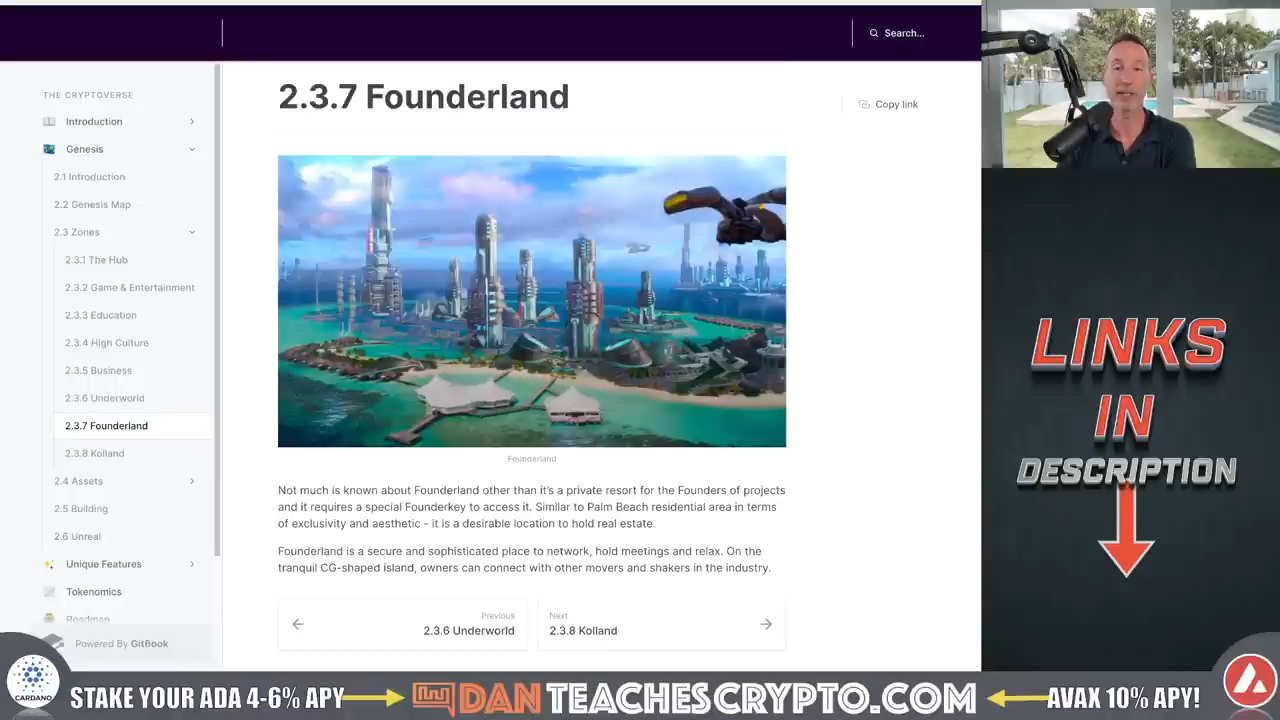 Search...
THE CRYPTOVERSE
Introduction
Genesis
2.1 Introduction
2.2 Genesis Map
2.3 Zones
2.3.1 The Hub
2.3.2 Game & Entertainment
2.3.3 Education
2.3.4 High Culture
2.3.5 Business
2.3.6 Underworld
2.3.7 Founderland
2.3.8 Kolland
2.4 Assets
2.5 Building
2.6 Unreal
Unique Features
Tokenomics
Roadmap
Powered By GitBook
2.3.7 Founderland
Copy link
Founderland
Not much is known about Founderland other than it's a private resort for the Founders of projects
and it requires a special Founderkey to access it. Similar to Palm Beach residential area in terms
of exclusivity and aesthetic - it is a desirable location to hold real estate.
Founderland is a secure and sophisticated place to network, hold meetings and relax. On the
tranquil CG-shaped island, owners can connect with other movers and shakers in the industry.
Previous
2.3.6 Underworld
Next
2.3.8 Kolland
LINKS
IN
DESCRIPTION
CARDANO
STAKE YOUR ADA 4-6% APY
DANTEACHESCRYPTO.COM
AVAX 10% APY!